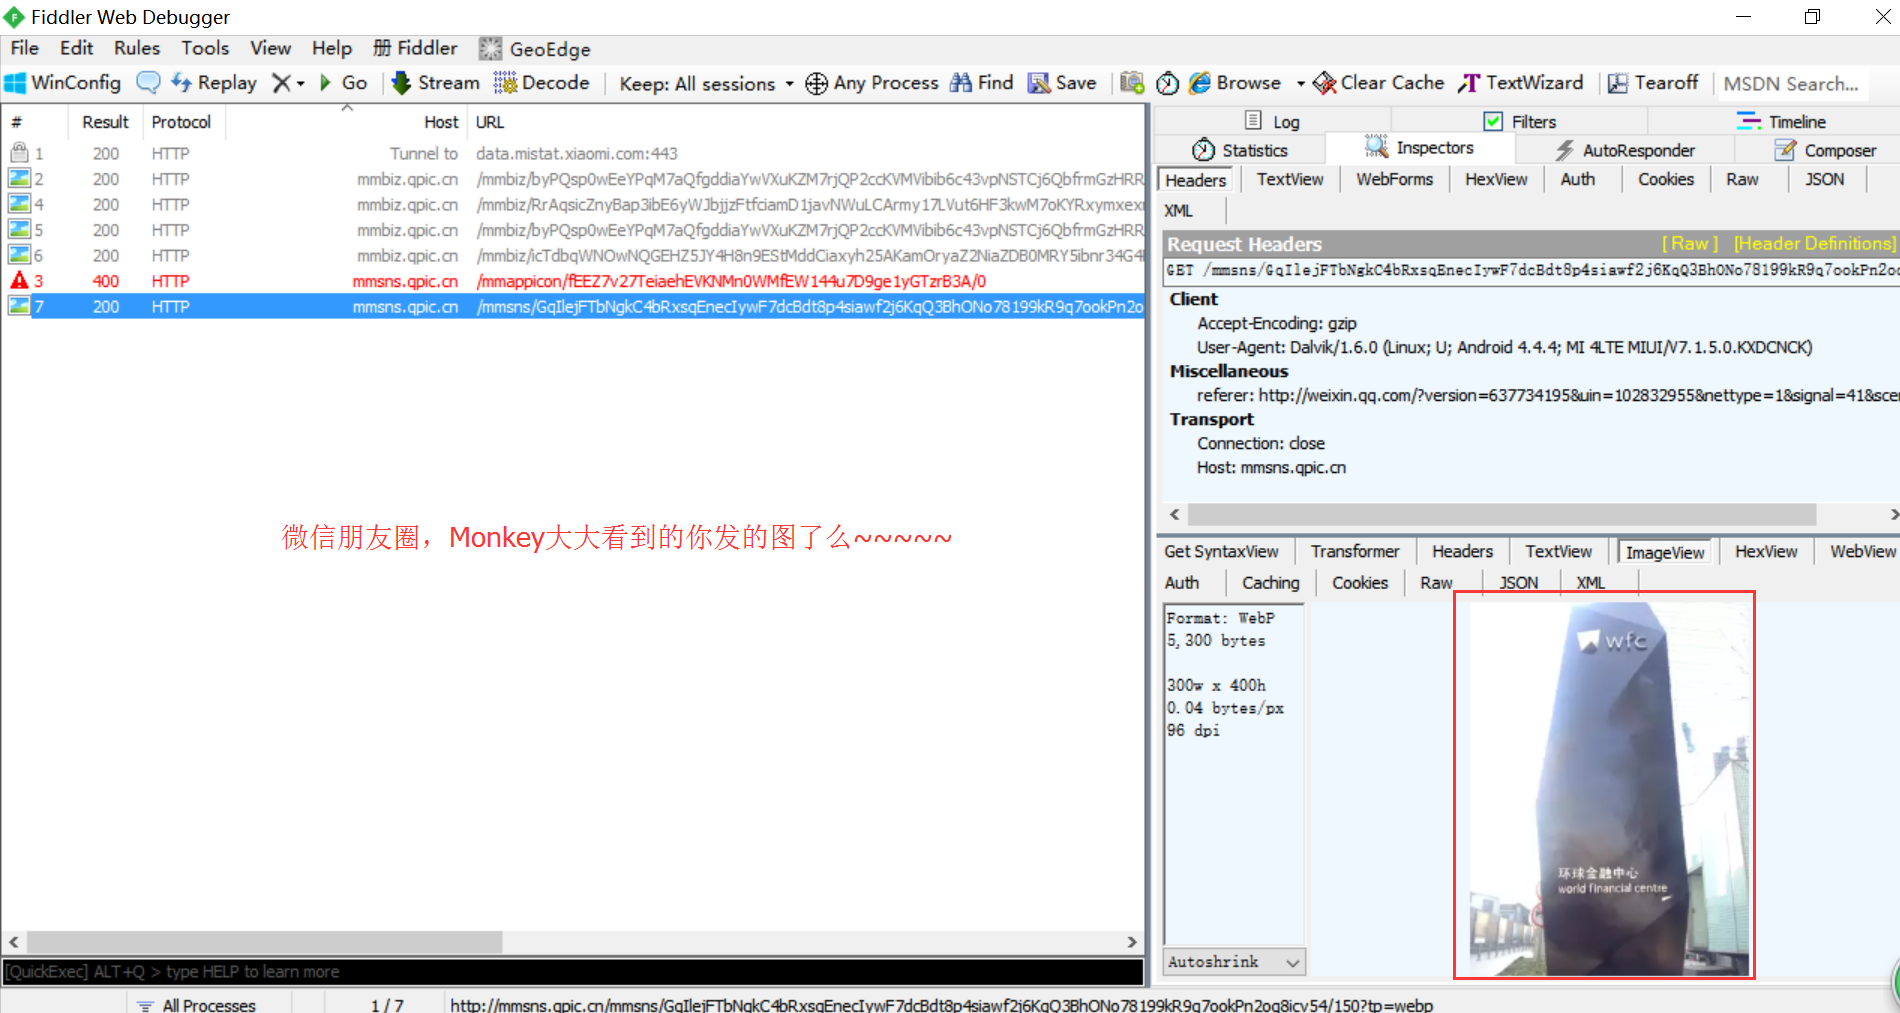 Fiddler Web Debugger
File Edit Rules Tools View Help 册 Fiddler GeoEdge
WinConfig Replay Go Stream Decode Keep: All sessions Any Process Find Save Browse Clear Cache TextWizard Tearoff MSDN Search...
# Result Protocol Host URL
1 200 HTTP Tunnel to data.mistat.xiaomi.com:443
2 200 HTTP mmbiz.qpic.cn /mmbiz/byPQsp0wEeYPqM7aQfgddiaYwVXuKZM7rjQP2ccKVMVibib6c43vpNSTCj6QbfrmGzHRR
4 200 HTTP mmbiz.qpic.cn /mmbiz/RrAqsicZnyBap3ibE6yWJbjjzFtfciamD1javNWuLCArmy17LVut6HF3kwM7oKYRxymxexr
5 200 HTTP mmbiz.qpic.cn /mmbiz/byPQsp0wEeYPqM7aQfgddiaYwVXuKZM7rjQP2ccKVMVibib6c43vpNSTCj6QbfrmGzHRR
6 200 HTTP mmbiz.qpic.cn /mmbiz/icTdbqWNOwNQGEHZ5JY4H8n9EStMddCiaxyh25AKamOryaZ2NiaZDB0MRY5ibnr34G4
3 400 HTTP mmsns.qpic.cn /mmappicon/fEEZ7v27TeiaehEVKNMn0WMfEW144u7D9ge1yGTzrB3A/0
7 200 HTTP mmsns.qpic.cn /mmsns/GqIlejFTbNgkC4bRxsqEnecIywF7dcBdt8p4siawf2j6KqQ3BhONo78199kR9q7ookPn2o
微信朋友圈，Monkey大大看到的你发的图了么~~~~~
[QuickExec] ALT+Q > type HELP to learn more
All Processes 1 / 7 http://mmsns.qpic.cn/mmsns/GqIlejFTbNgkC4bRxsqEnecIywF7dcBdt8p4siawf2j6KqQ3BhONo78199kR9q7ookPn2oq8icv54/150?tp=webp
Log Filters Timeline
Statistics Inspectors AutoResponder Composer
Headers TextView WebForms HexView Auth Cookies Raw JSON
XML
Request Headers [ Raw ] [Header Definitions]
GET /mmsns/GqIlejFTbNgkC4bRxsqEnecIywF7dcBdt8p4siawf2j6KqQ3BhONo78199kR9q7ookPn2o
Client
Accept-Encoding: gzip
User-Agent: Dalvik/1.6.0 (Linux; U; Android 4.4.4; MI 4LTE MIUI/V7.1.5.0.KXDCNCK)
Miscellaneous
referer: http://weixin.qq.com/?version=637734195&uin=102832955&nettype=1&signal=41&scer
Transport
Connection: close
Host: mmsns.qpic.cn
Get SyntaxView Transformer Headers TextView ImageView HexView WebView
Auth Caching Cookies Raw JSON XML
Format: WebP
5,300 bytes
300w x 400h
0.04 bytes/px
96 dpi
Autoshrink
wfc
环球金融中心
world financial centre